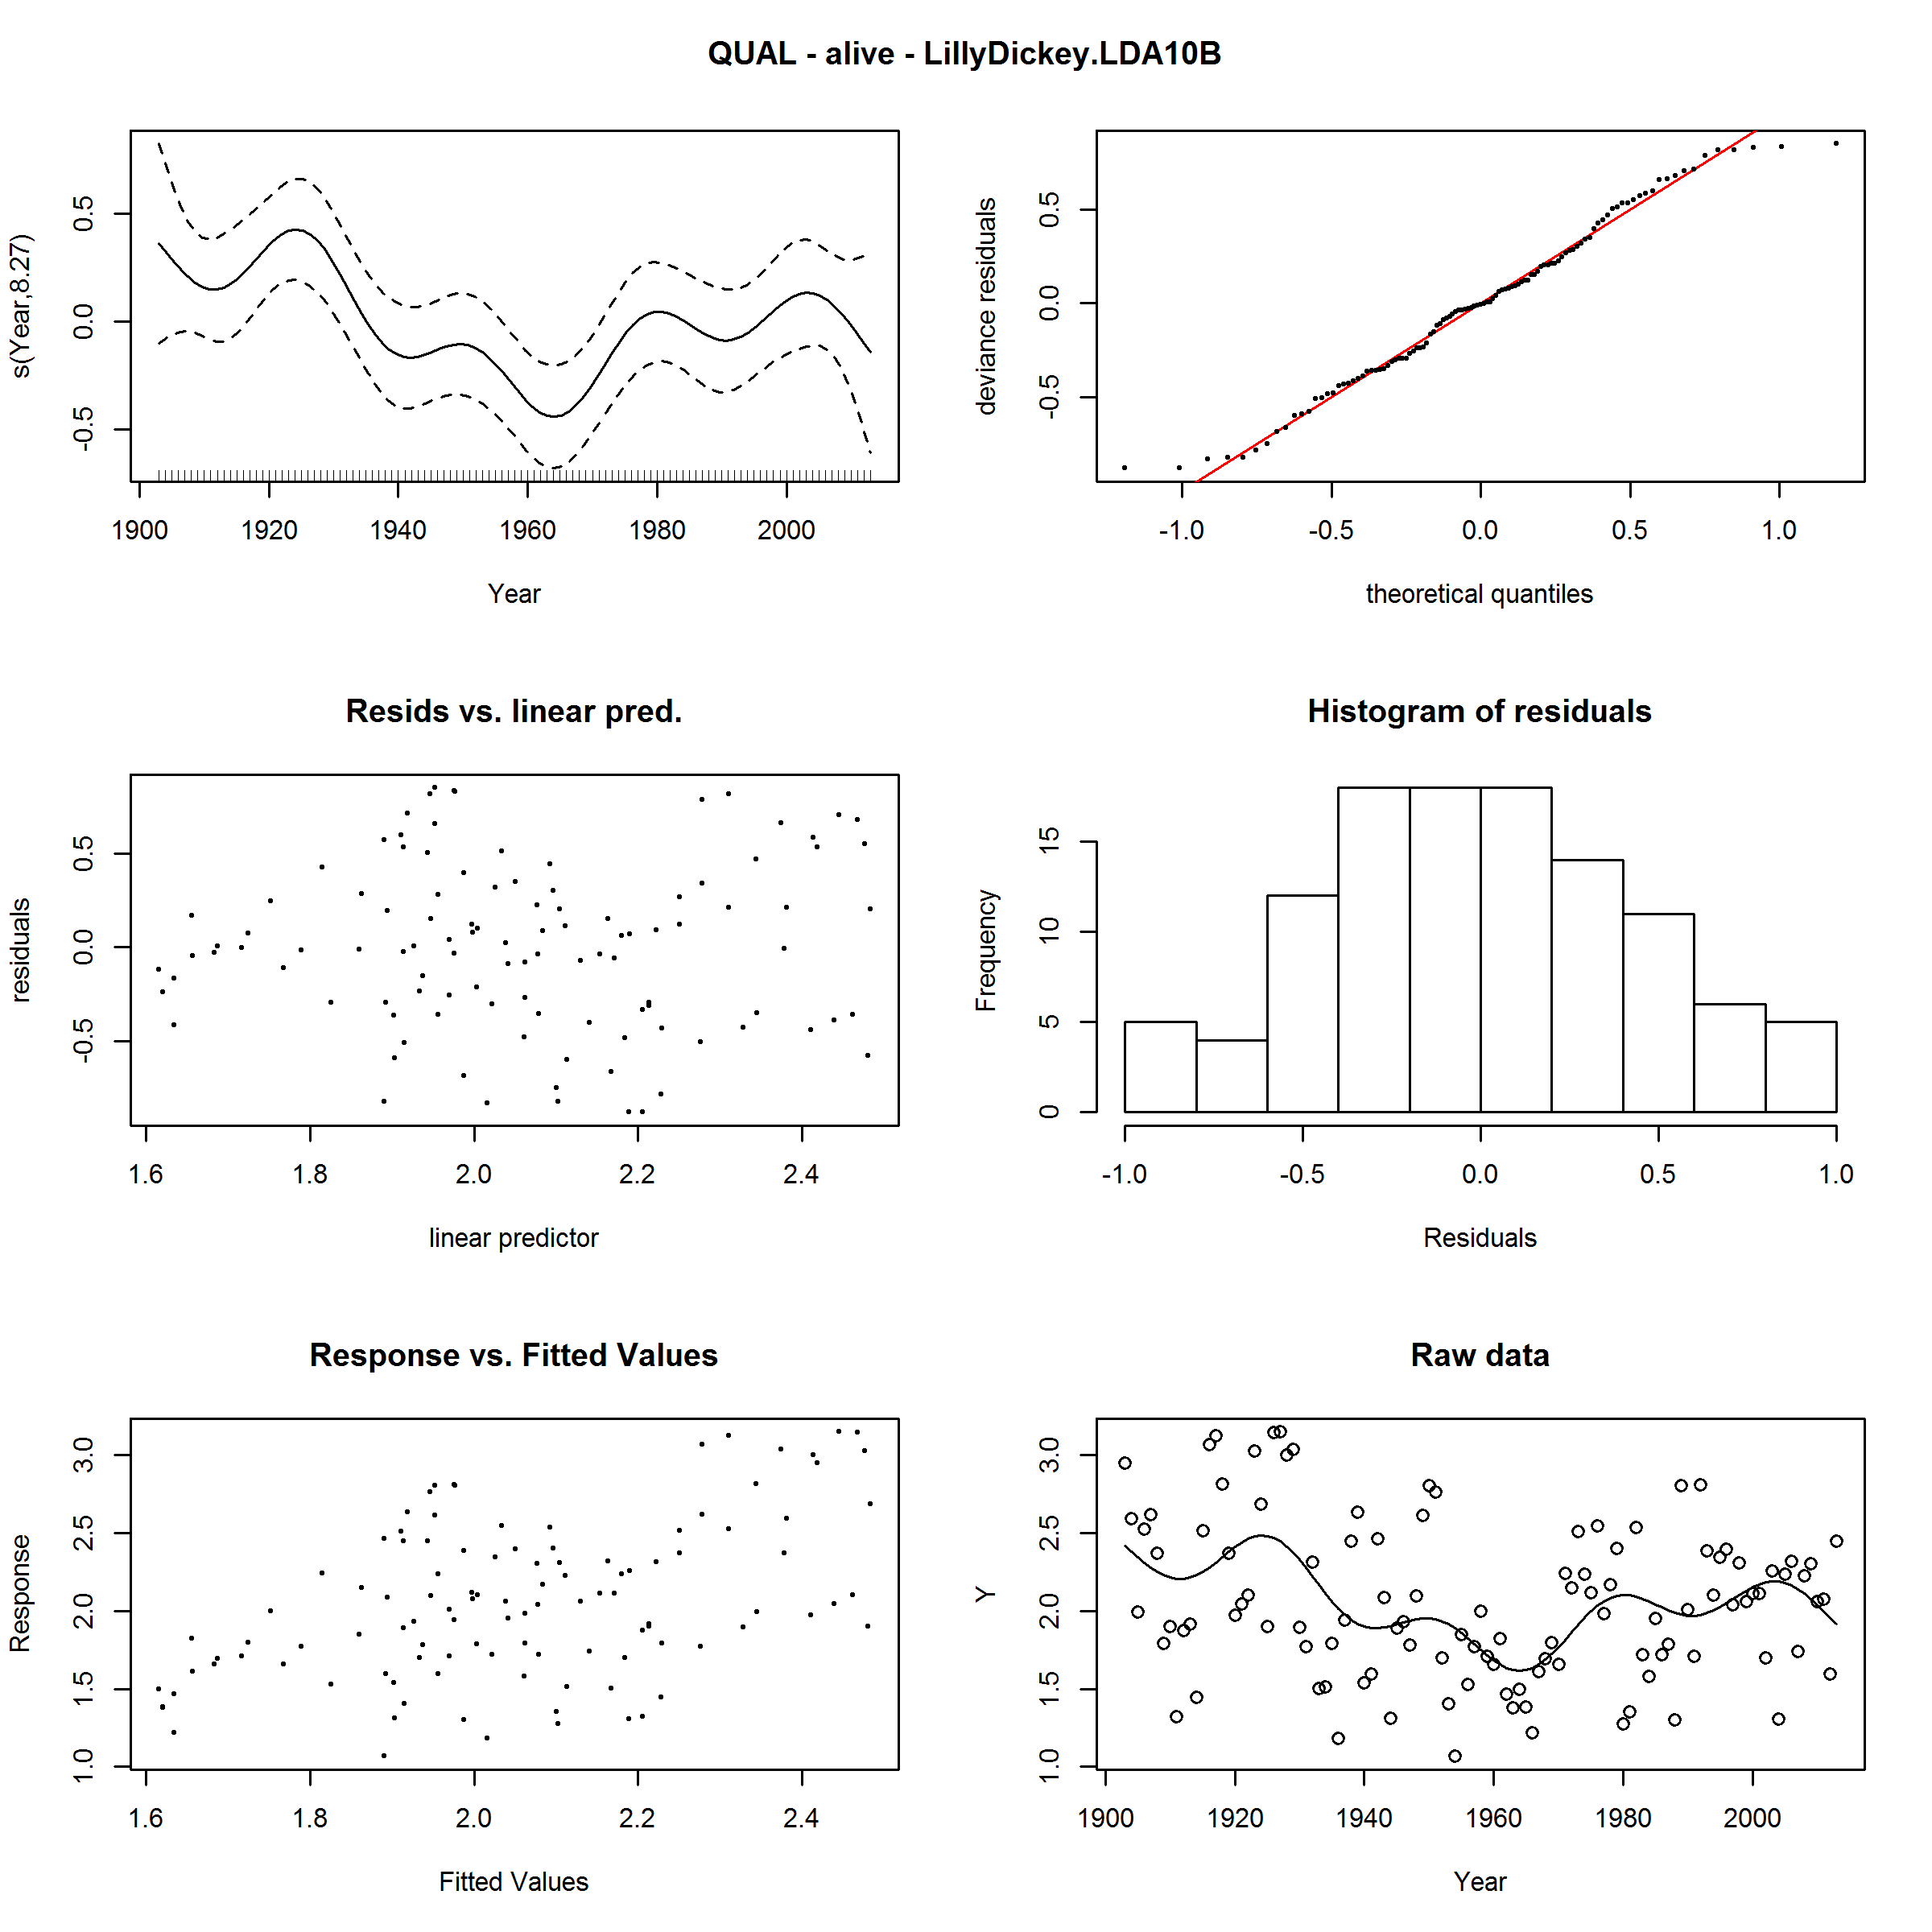 QUAL - alive - LillyDickey.LDA10B
s(Year,8.27)
0.5
0.0
-0.5
1900 1920 1940 1960 1980 2000
Year
deviance residuals
0.5
0.0
-0.5
-1.0 -0.5 0.0 0.5 1.0
theoretical quantiles
Resids vs. linear pred.
residuals
0.5
0.0
-0.5
1.6 1.8 2.0 2.2 2.4
linear predictor
Histogram of residuals
Frequency
15
10
5
0
-1.0 -0.5 0.0 0.5 1.0
Residuals
Response vs. Fitted Values
Response
3.0
2.5
2.0
1.5
1.0
1.6 1.8 2.0 2.2 2.4
Fitted Values
Raw data
Y
3.0
2.5
2.0
1.5
1.0
1900 1920 1940 1960 1980 2000
Year